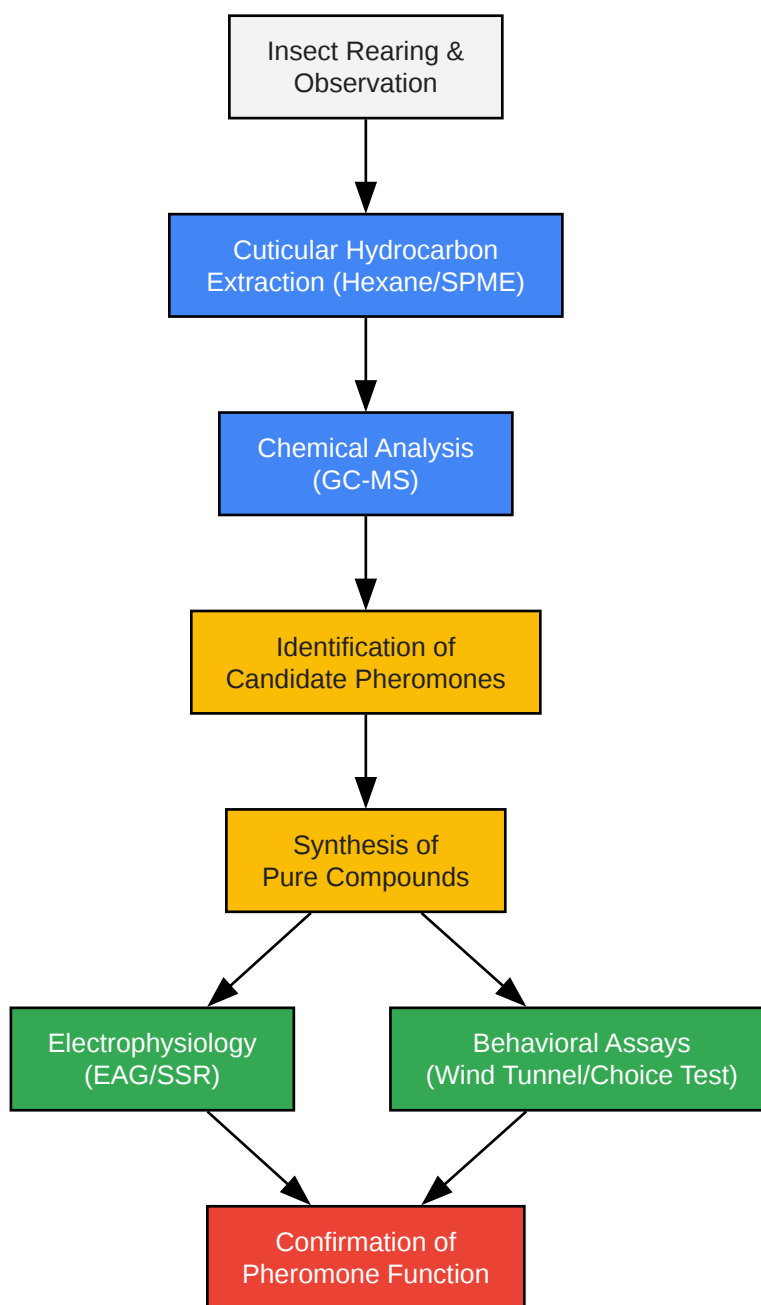 Insect Rearing &
Observation
Cuticular Hydrocarbon
Extraction (Hexane/SPME)
Chemical Analysis
(GC-MS)
Identification of
Candidate Pheromones
Synthesis of
Pure Compounds
Electrophysiology
(EAG/SSR)
Behavioral Assays
(Wind Tunnel/Choice Test)
Confirmation of
Pheromone Function